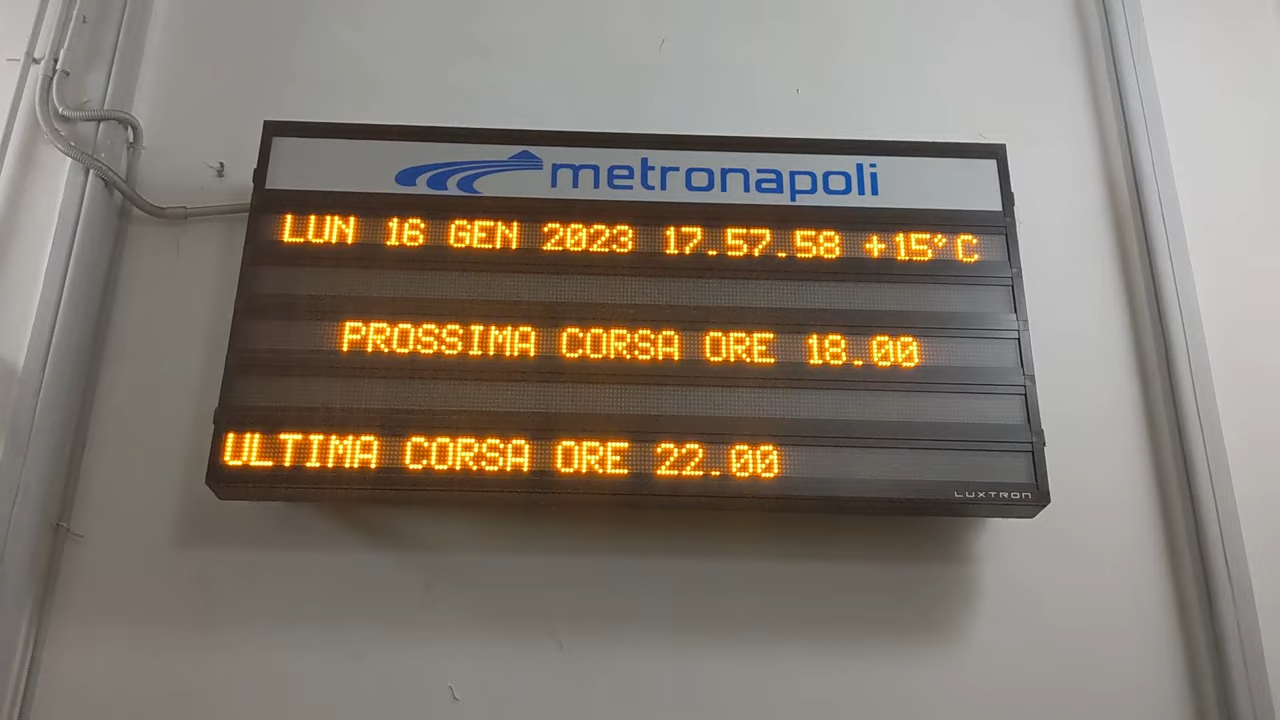 metronapoli
LUN 16 GEN 2023 17.57.58 +15°C
PROSSIMA CORSA ORE 18.00
ULTIMA CORSA ORE 22.00
LUXTRON